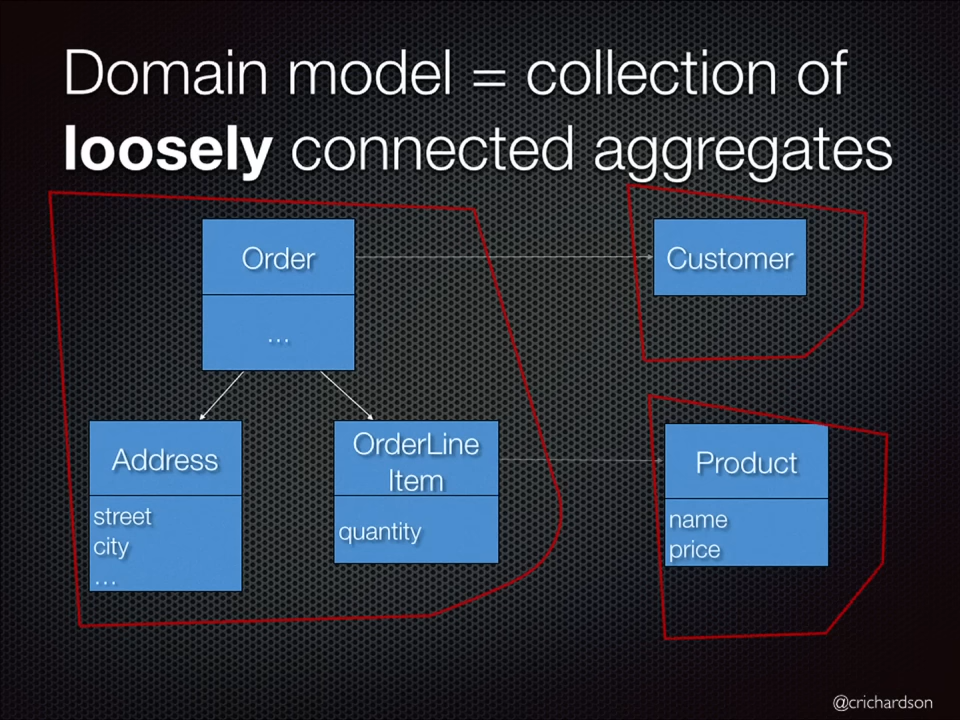 Domain model = collection of
loosely connected aggregates
Order
...
Customer
Address
street
city
...
OrderLine
Item
quantity
Product
name
price
@crichardson